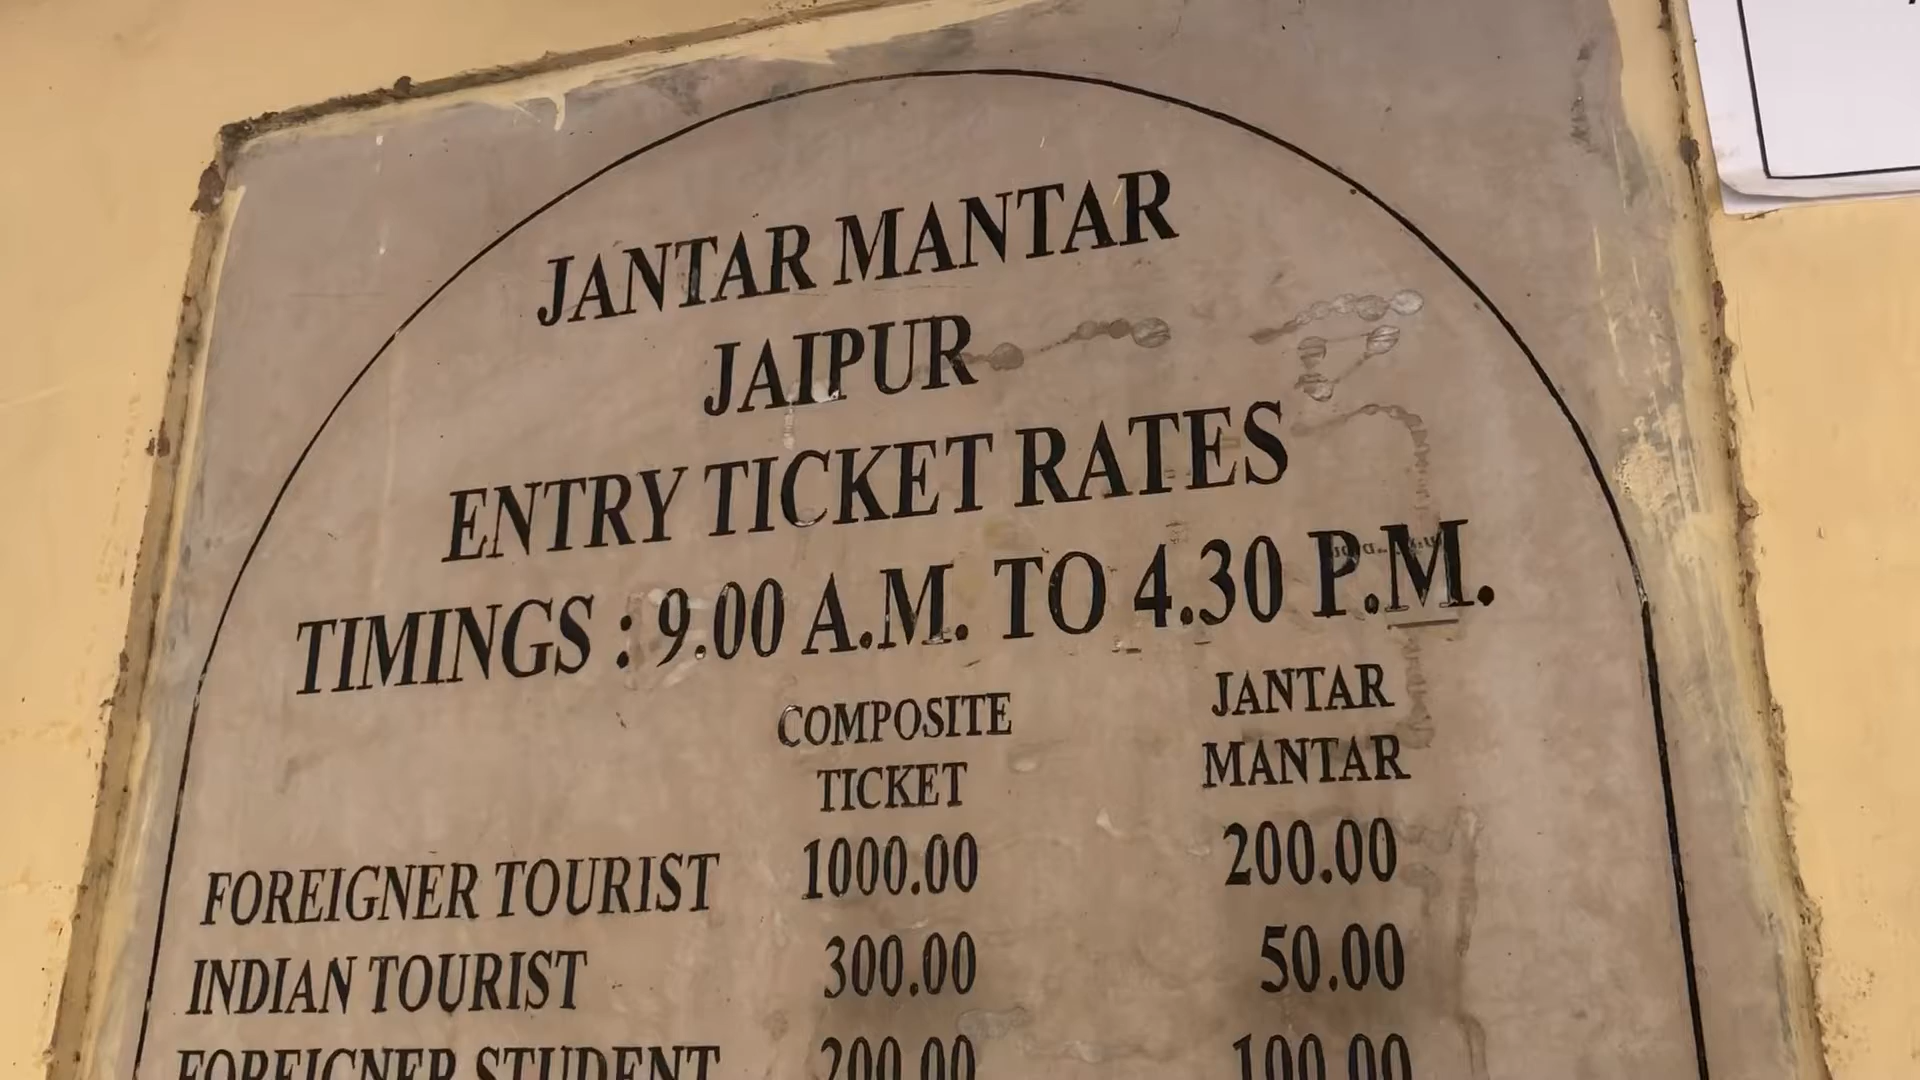 JANTAR MANTAR
JAIPUR
ENTRY TICKET RATES
TIMINGS : 9.00 A.M. TO 4.30 P.M.
COMPOSITE TICKET JANTAR MANTAR
FOREIGNER TOURIST 1000.00 200.00
INDIAN TOURIST 300.00 50.00
FOREIGNER STUDENT 200.00 100.00